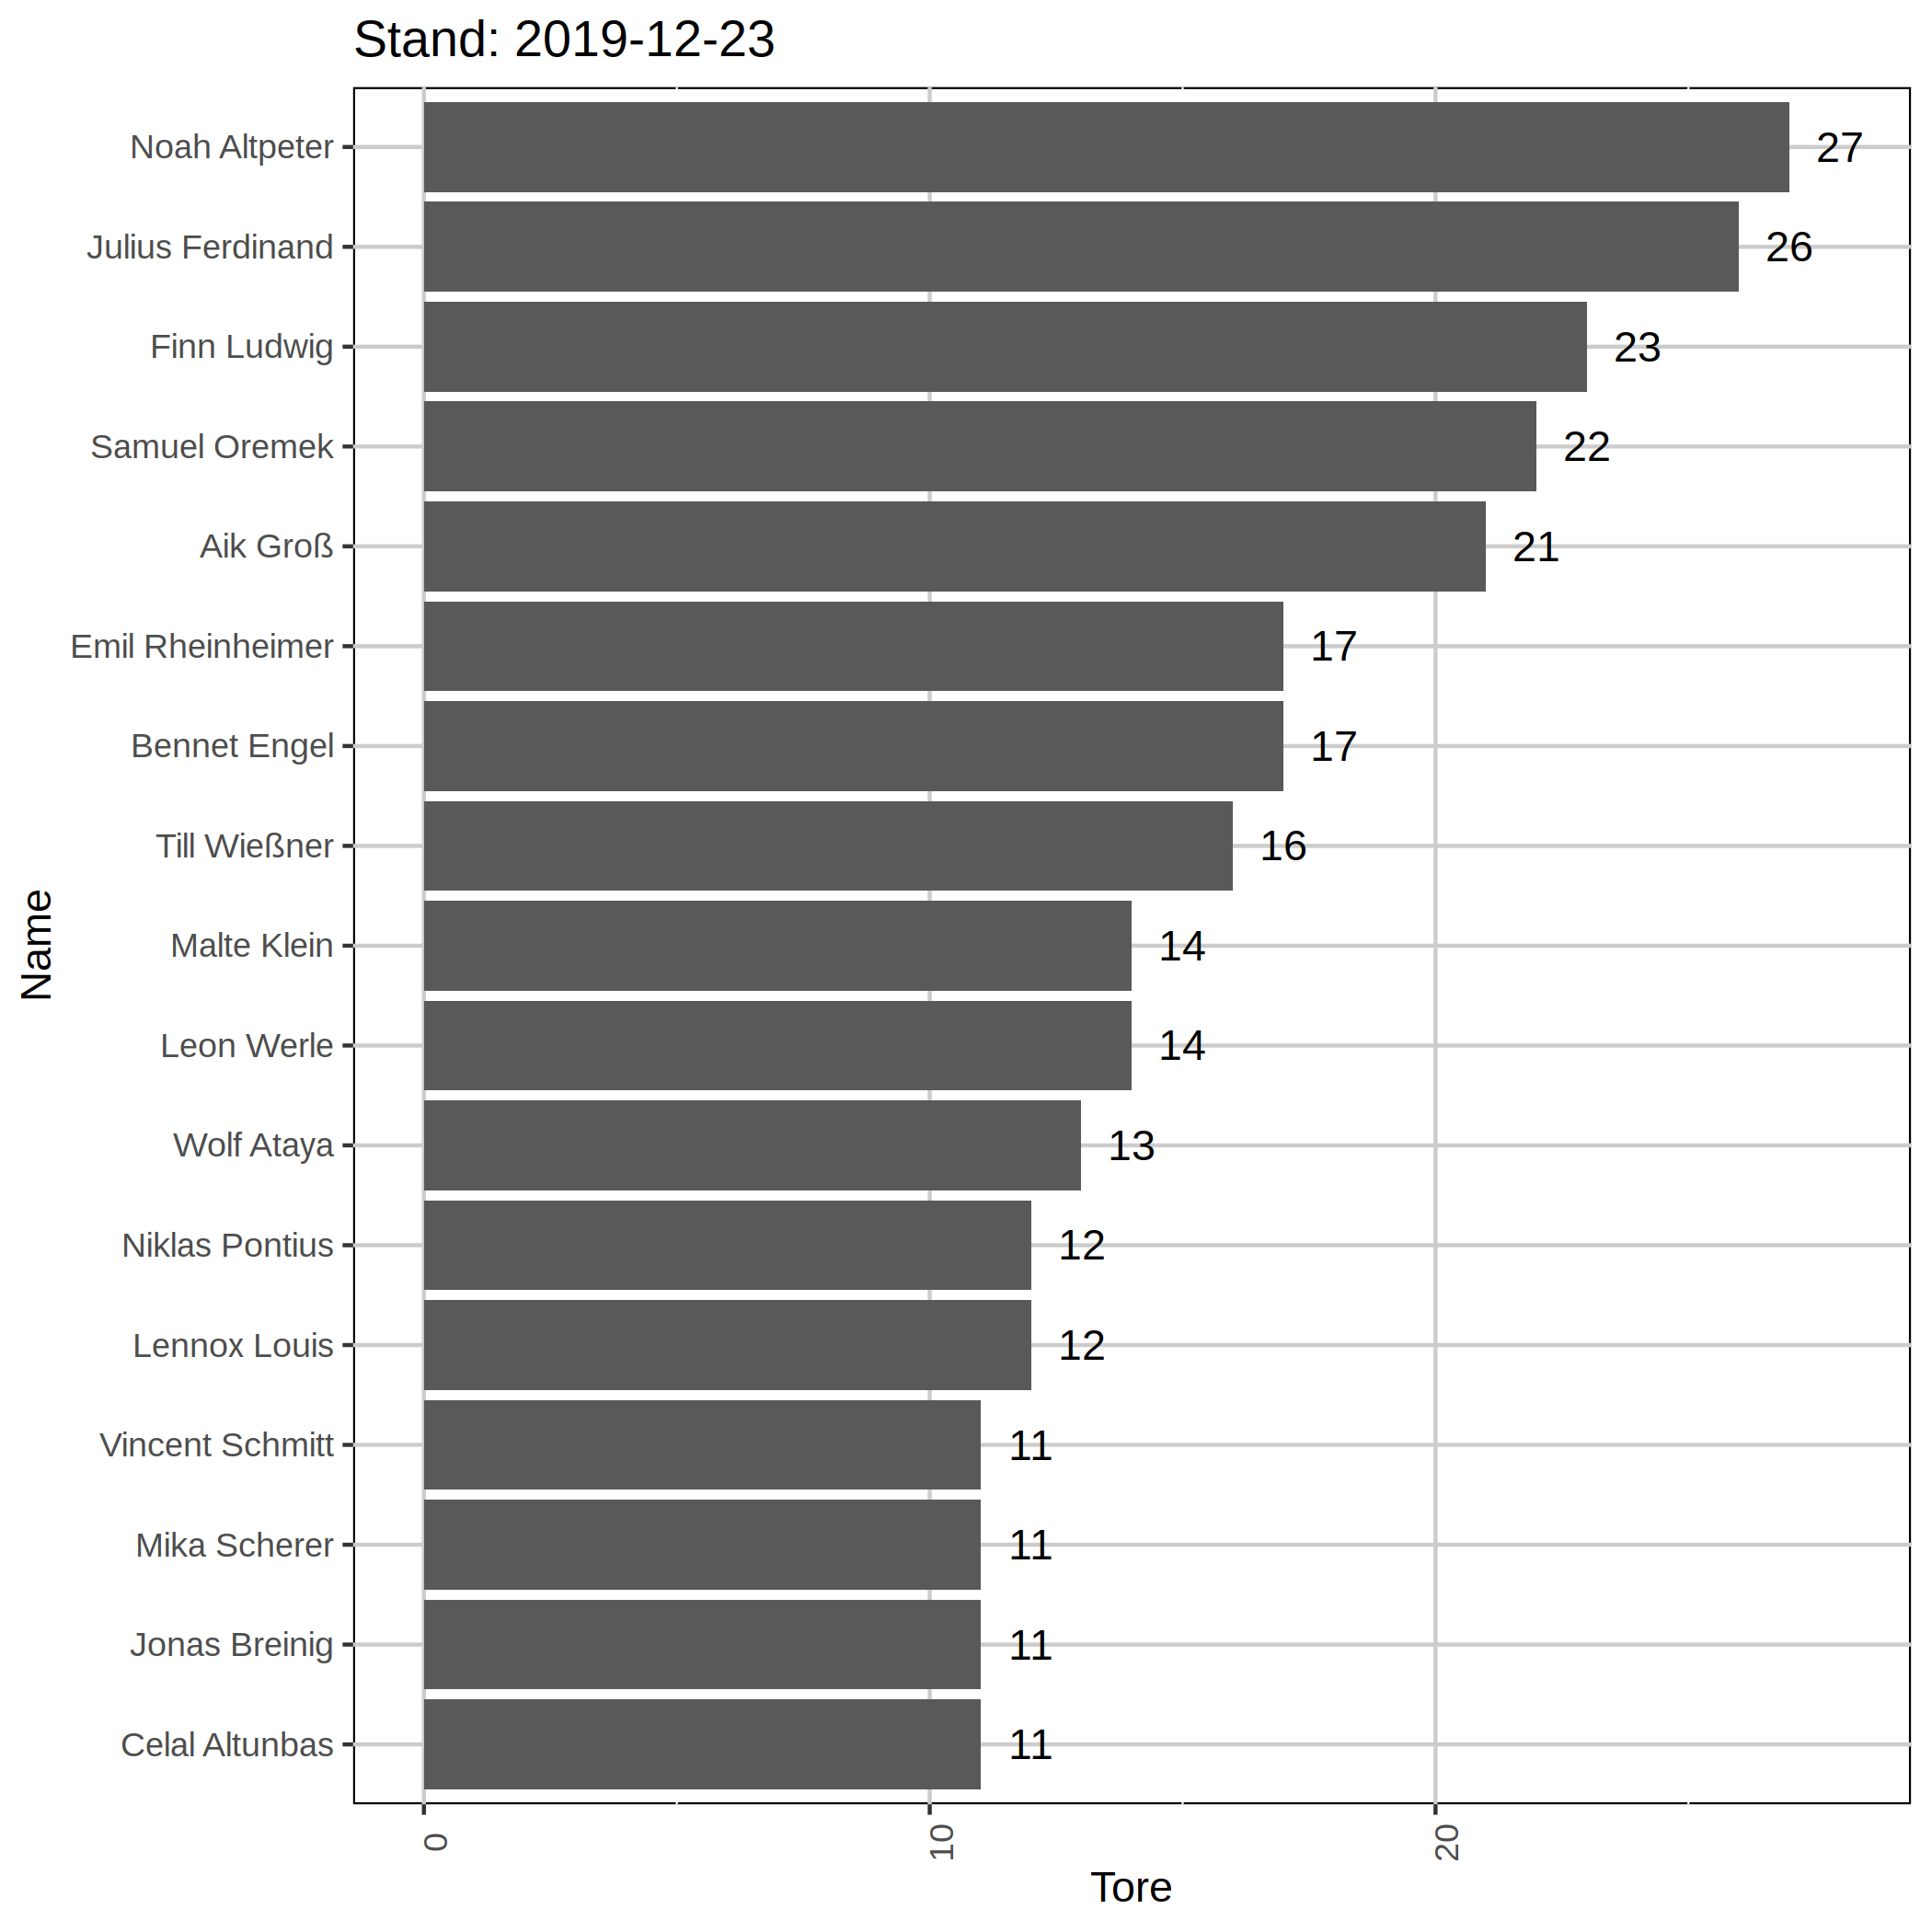 Stand: 2019-12-23
Noah Altpeter 27
Julius Ferdinand 26
Finn Ludwig 23
Samuel Oremek 22
Aik Groß 21
Emil Rheinheimer 17
Bennet Engel 17
Till Wießner 16
Malte Klein 14
Leon Werle 14
Wolf Ataya 13
Niklas Pontius 12
Lennox Louis 12
Vincent Schmitt 11
Mika Scherer 11
Jonas Breinig 11
Celal Altunbas 11
Name
0 10 20
Tore